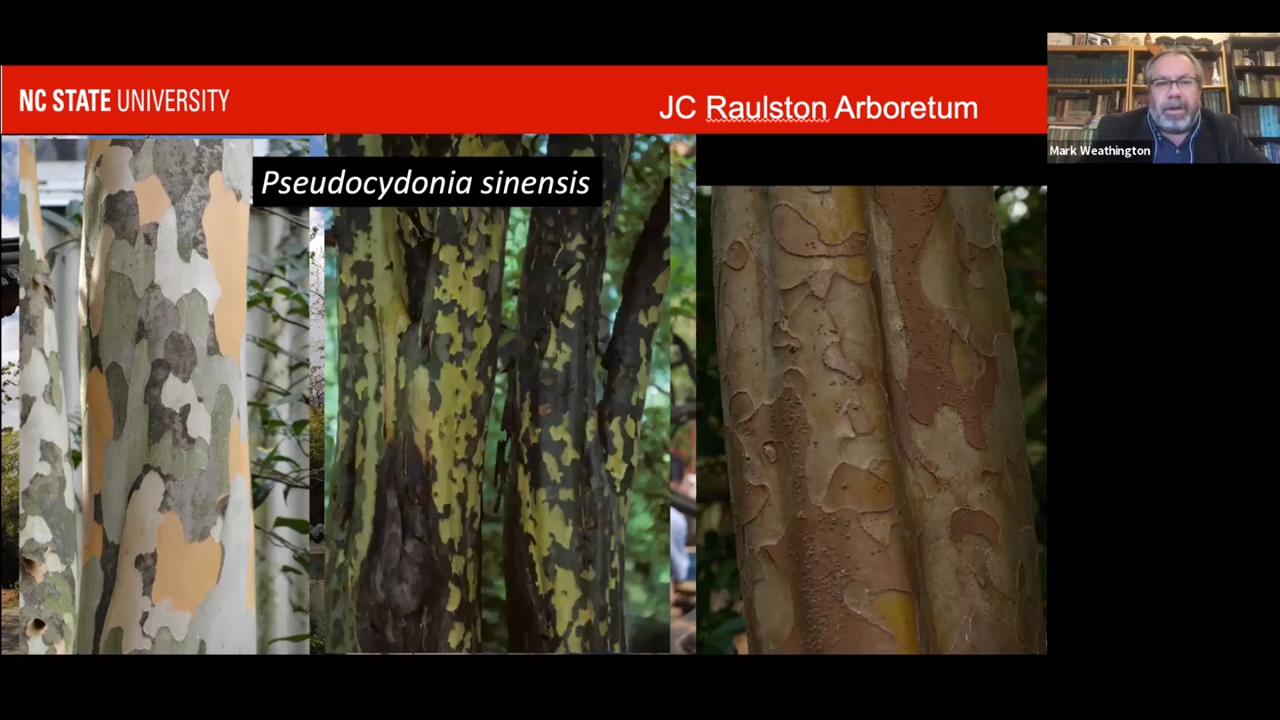 NC STATE UNIVERSITY
JC Raulston Arboretum
Mark Weathington
Pseudocydonia sinensis